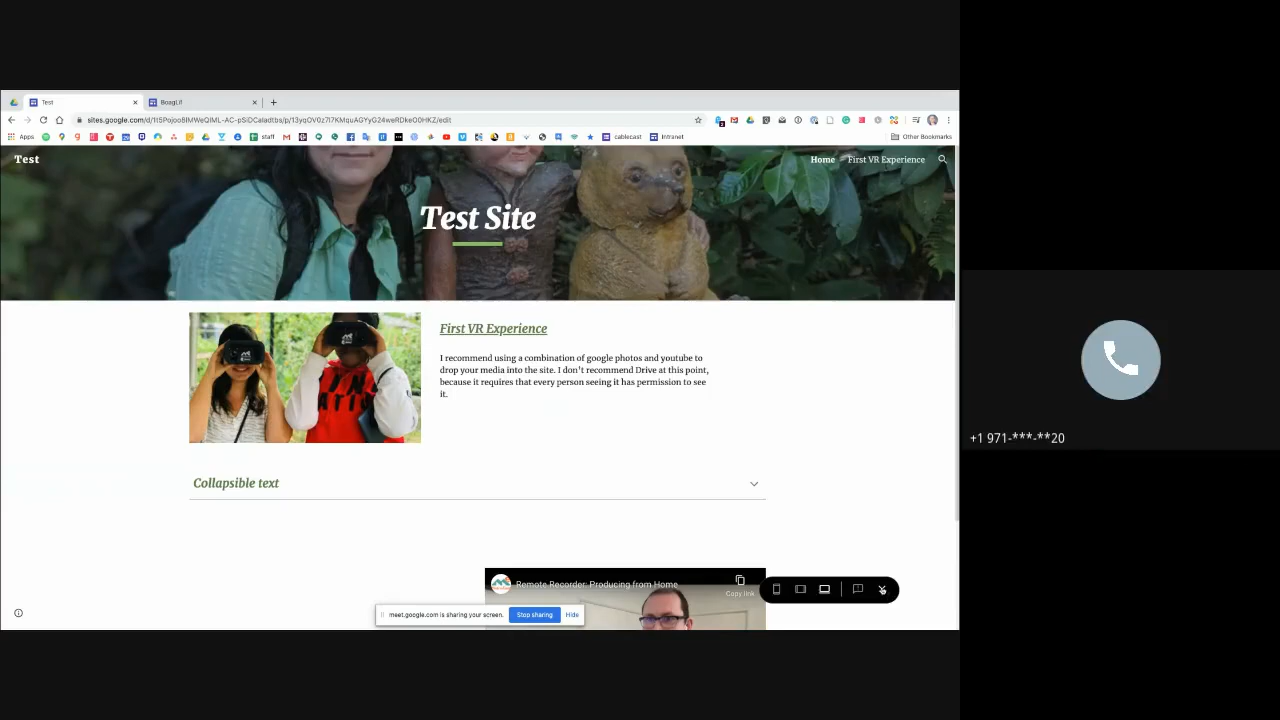 Test
BoagLif
sites.google.com
/edit
Apps
staff
cablecast
Intranet
Other Bookmarks
Test
Home
First VR Experience
Test Site
First VR Experience
I recommend using a combination of google photos and youtube to
drop your media into the site. I don't recommend Drive at this point,
because it requires that every person seeing it has permission to see
it.
Collapsible text
Remote Recorder: Producing from Home
Copy link
meet.google.com is sharing your screen.
Stop sharing
Hide
+1 971-***-**20